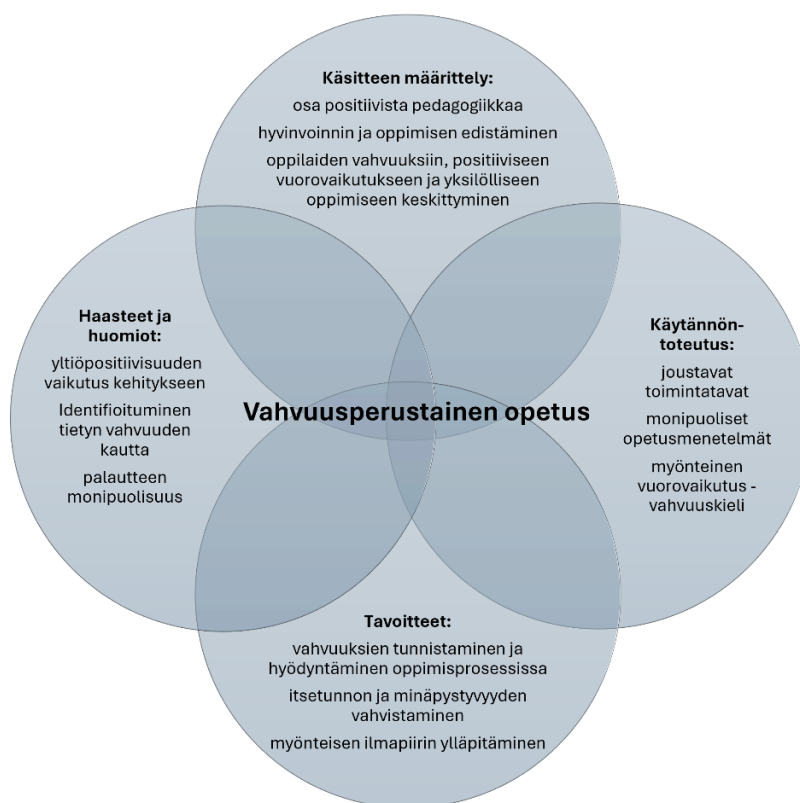 Käsitteen määrittely:
osa positiivista pedagogiikkaa
hyvinvoinnin ja oppimisen edistäminen
oppilaiden vahvuuksiin, positiiviseen
vuorovaikutukseen ja yksilölliseen
oppimiseen keskittyminen
Haasteet ja
huomiot:
yltiöpositiivisuuden
vaikutus kehitykseen
Identifioituminen
tietyn vahvuuden
kautta
palautteen
monipuolisuus
Vahvuusperustainen opetus
Käytännön-
toteutus:
joustavat
toimintatavat
monipuoliset
opetusmenetelmät
myönteinen
vuorovaikutus -
vahvuuskieli
Tavoitteet:
vahvuuksien tunnistaminen ja
hyödyntäminen oppimisprosessissa
itsetunnon ja minäpystyvyyden
vahvistaminen
myönteisen ilmapiirin ylläpitäminen